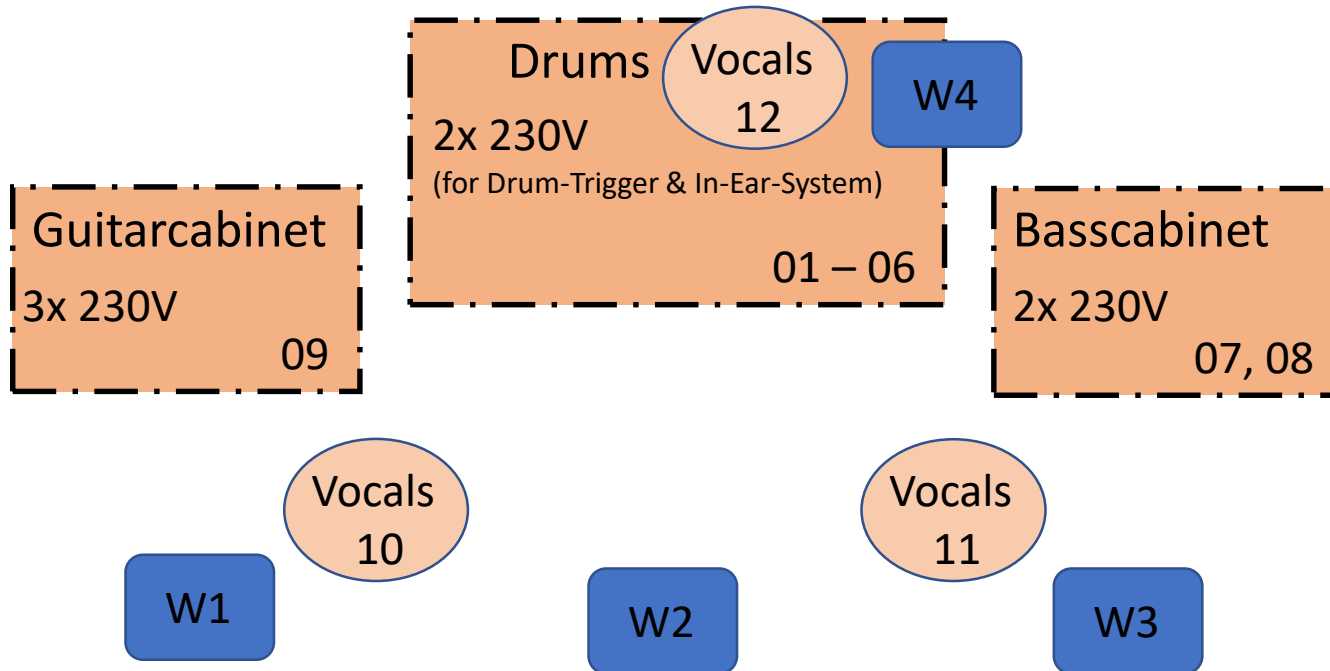 Drums
Vocals
12
W4
2x 230V
(for Drum-Trigger & In-Ear-System)
01 – 06
Guitarcabinet
3x 230V
09
Basscabinet
2x 230V
07, 08
Vocals
10
Vocals
11
W1
W2
W3